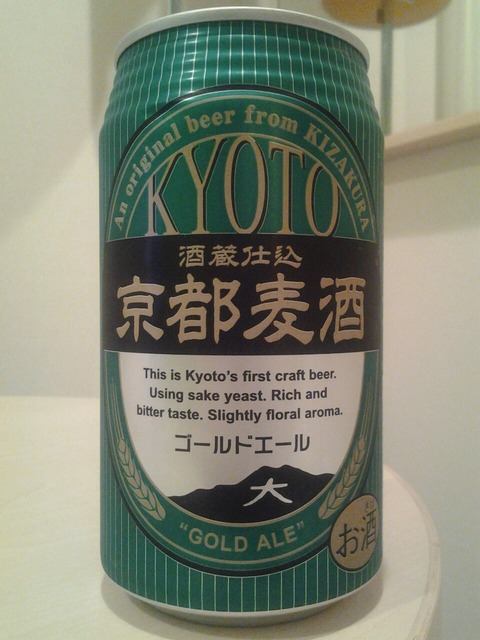 An original beer from KIZAKURA
KYOTO
酒蔵仕込
京都麦酒
This is Kyoto's first craft beer.
Using sake yeast. Rich and
bitter taste. Slightly floral aroma.
ゴールドエール
大
"GOLD ALE"
お酒